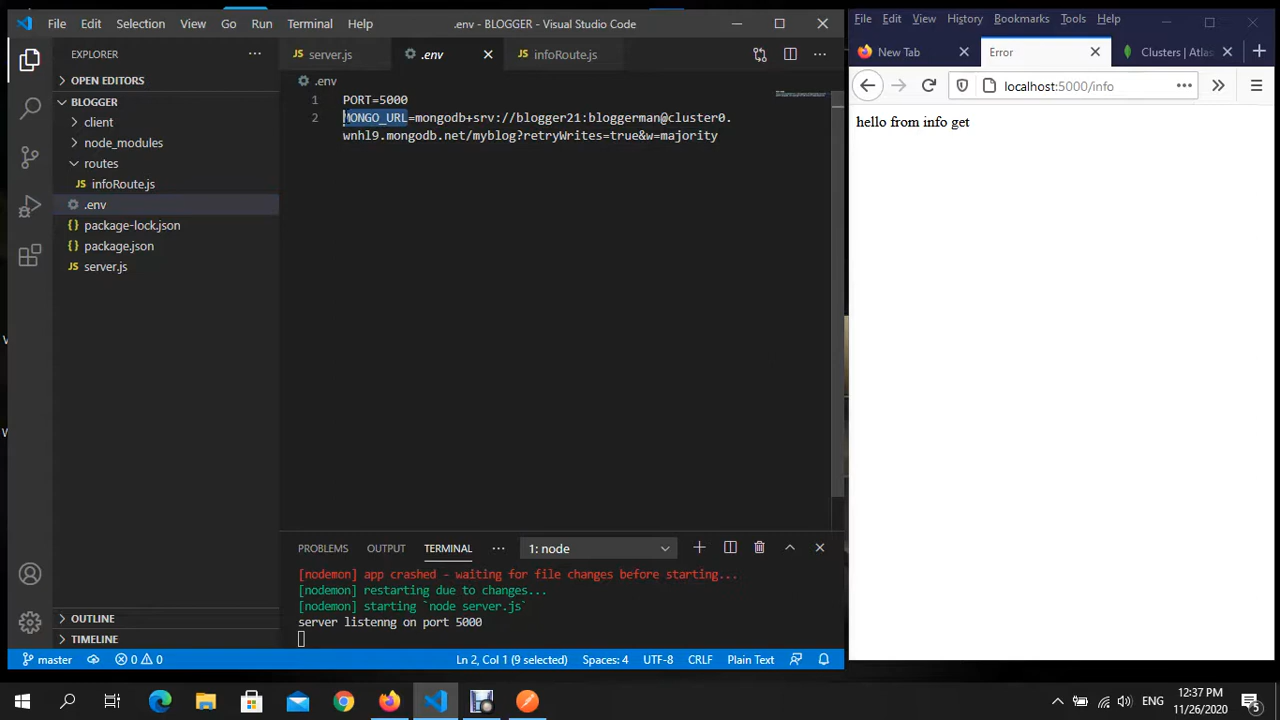 File Edit Selection View Go Run Terminal Help
.env - BLOGGER - Visual Studio Code
EXPLORER
OPEN EDITORS
BLOGGER
client
node_modules
routes
infoRoute.js
.env
package-lock.json
package.json
server.js
OUTLINE
TIMELINE
server.js
.env
infoRoute.js
.env
1 PORT=5000
2 MONGO_URL=mongodb+srv://blogger21:bloggerman@cluster0.
wnhl9.mongodb.net/myblog?retryWrites=true&w=majority
PROBLEMS OUTPUT TERMINAL
1: node
[nodemon] app crashed - waiting for file changes before starting...
[nodemon] restarting due to changes...
[nodemon] starting `node server.js`
server listenng on port 5000
master
0 0
Ln 2, Col 1 (9 selected) Spaces: 4 UTF-8 CRLF Plain Text
File Edit View History Bookmarks Tools Help
New Tab
Error
Clusters | Atlas
localhost:5000/info
hello from info get
ENG
12:37 PM
11/26/2020
5